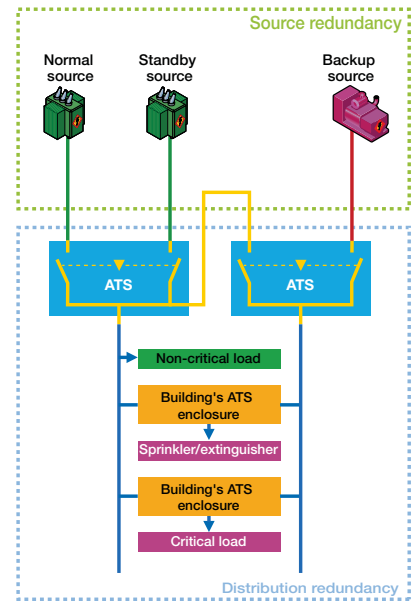 Source redundancy
Normal
source
Standby
source
Backup
source
ATS
ATS
Non-critical load
Building's ATS
enclosure
Sprinkler/extinguisher
Building's ATS
enclosure
Critical load
Distribution redundancy